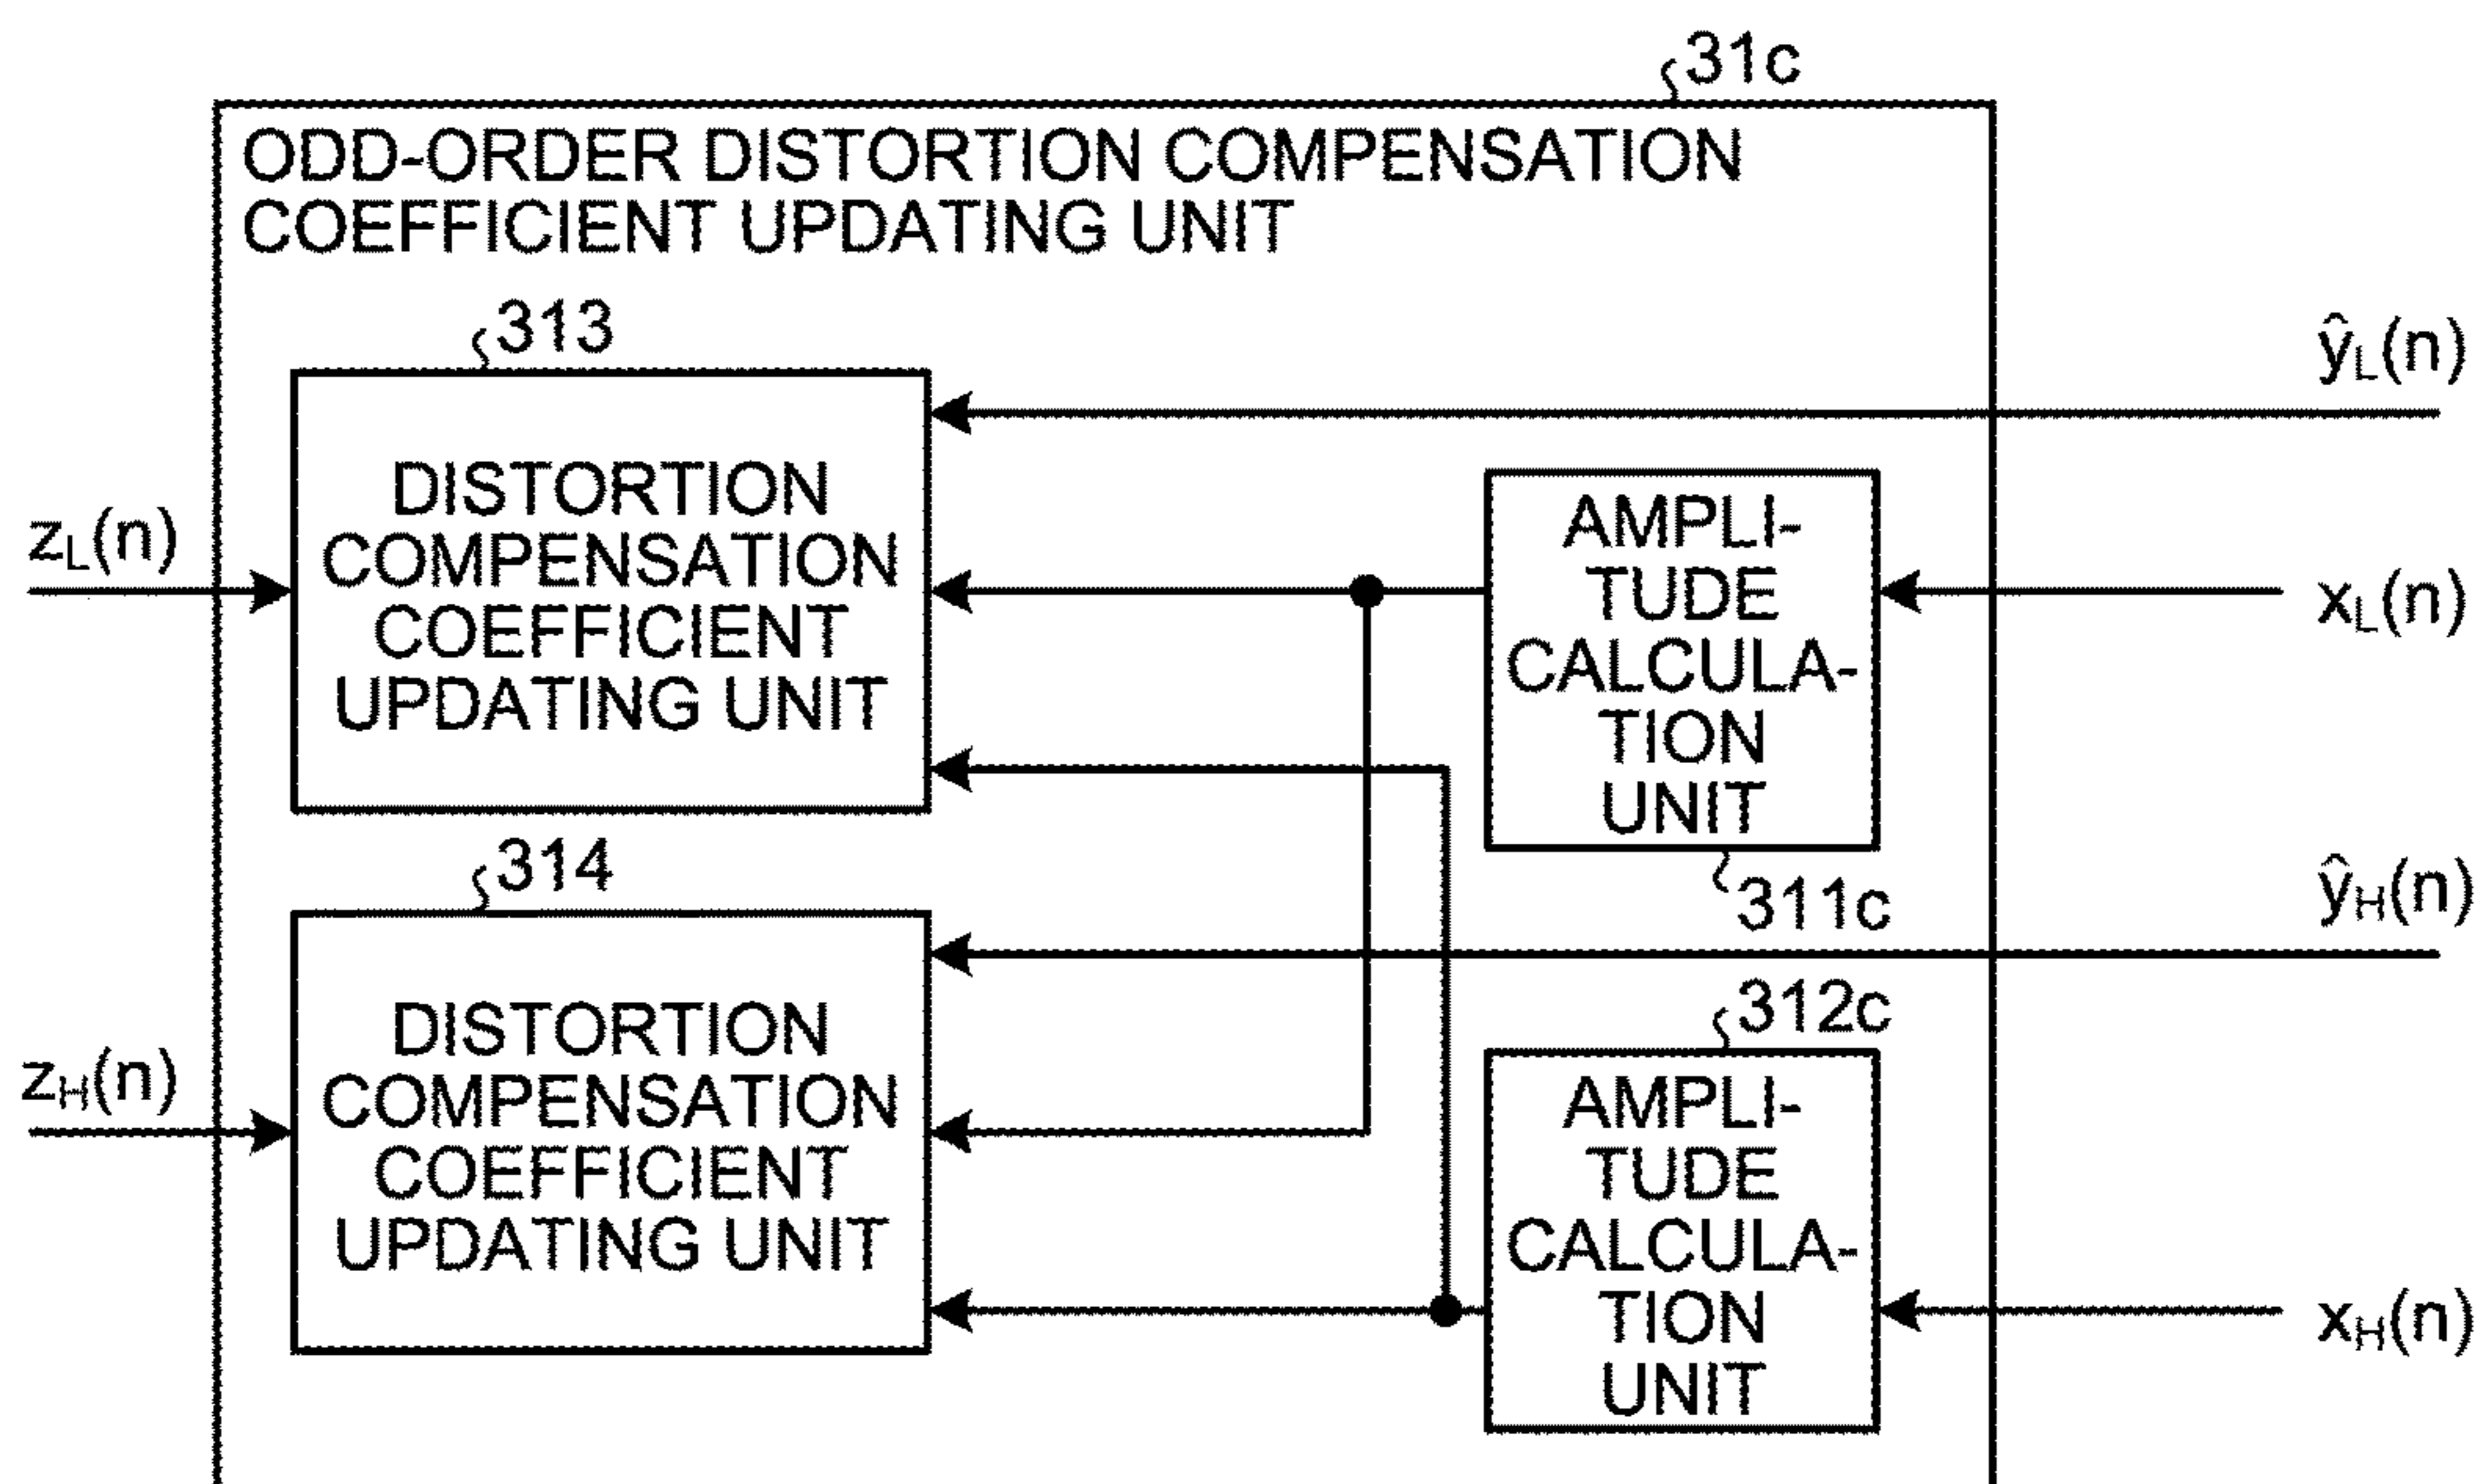 31c
ODD-ORDER DISTORTION COMPENSATION
COEFFICIENT UPDATING UNIT
313
ŷL(n)
DISTORTION
COMPENSATION
COEFFICIENT
UPDATING UNIT
zL(n)
AMPLI-
TUDE
CALCULA-
TION
UNIT
xL(n)
311c
314
ŷH(n)
312c
DISTORTION
COMPENSATION
COEFFICIENT
UPDATING UNIT
zH(n)
AMPLI-
TUDE
CALCULA-
TION
UNIT
xH(n)